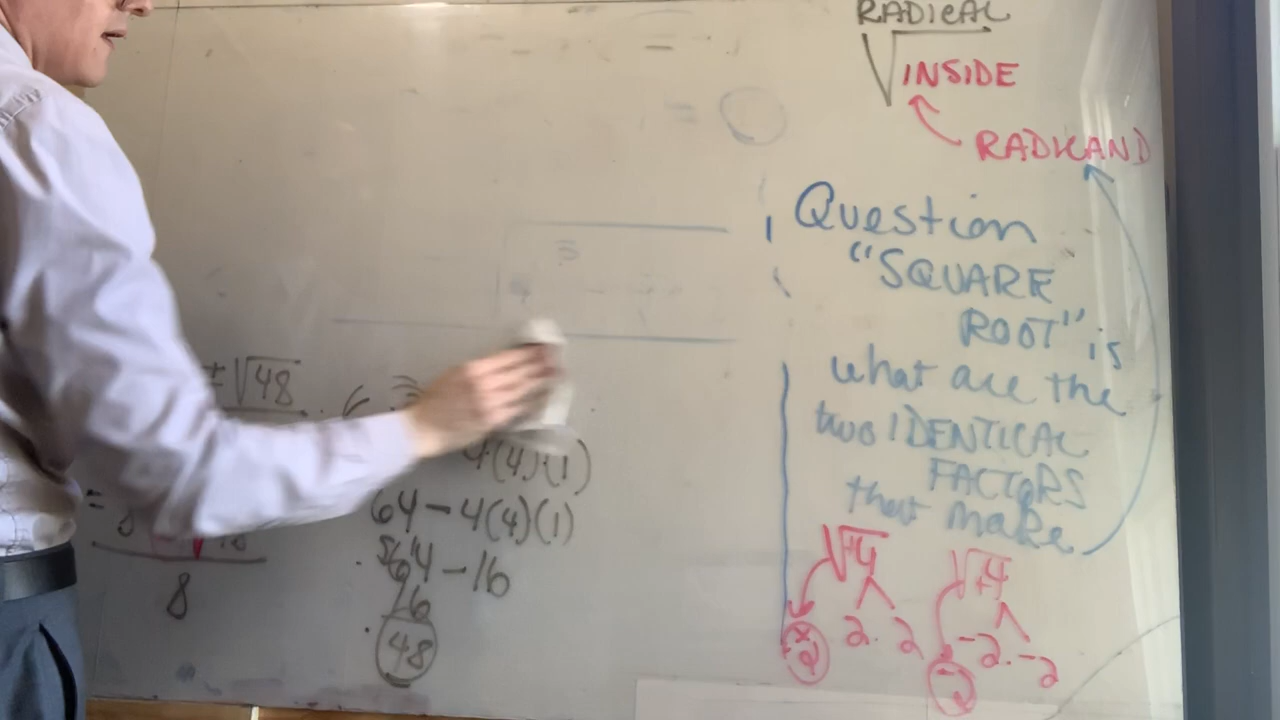 RADICAL
√INSIDE
RADICAND
Question
"SQUARE
ROOT" is
what are the
two IDENTICAL
FACTORS
that make
√4
√4
2 · 2
-2 · -2
± √48
=
8
4(4)(1)
64-4(4)(1)
64-16
16
48